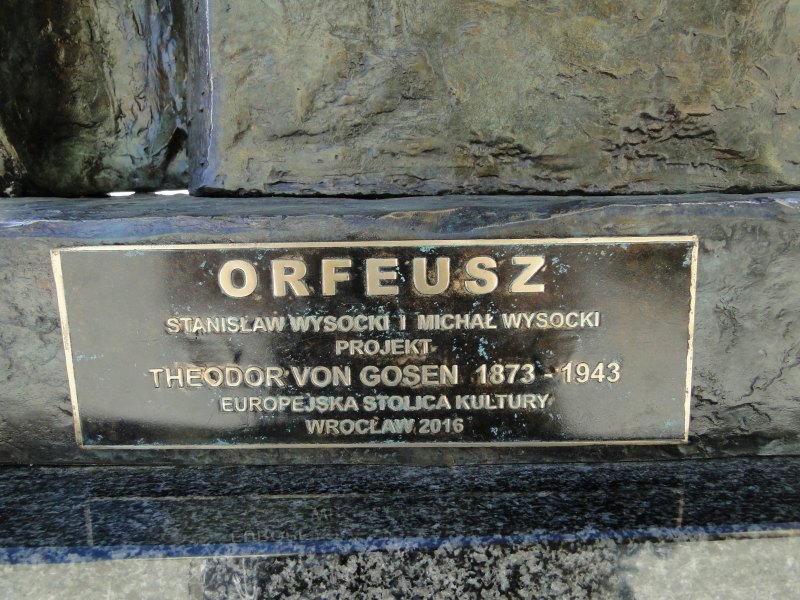 ORFEUSZ
STANISŁAW WYSOCKI I MICHAŁ WYSOCKI
PROJEKT
THEODOR VON GOSEN 1873 - 1943
EUROPEJSKA STOLICA KULTURY
WROCŁAW 2016